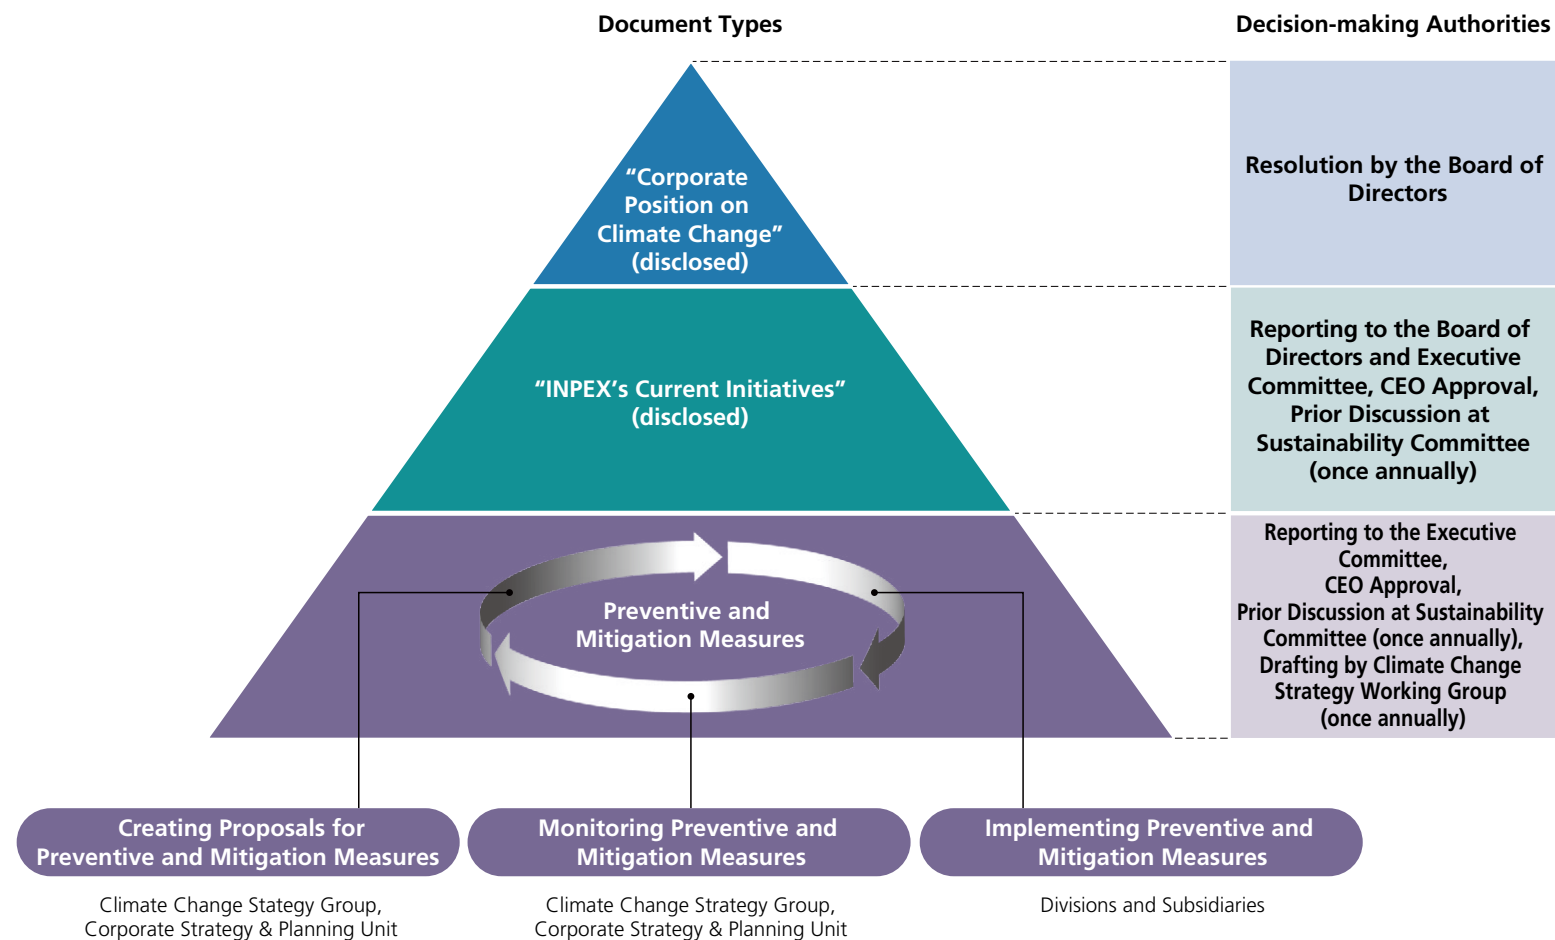 Document Types
Decision-making Authorities
“Corporate
Position on
Climate Change”
(disclosed)
Resolution by the Board of
Directors
“INPEX’s Current Initiatives”
(disclosed)
Reporting to the Board of
Directors and Executive
Committee, CEO Approval,
Prior Discussion at
Sustainability Committee
(once annually)
Preventive and
Mitigation Measures
Reporting to the Executive
Committee,
CEO Approval,
Prior Discussion at Sustainability
Committee (once annually),
Drafting by Climate Change
Strategy Working Group
(once annually)
Creating Proposals for
Preventive and Mitigation Measures
Climate Change Stategy Group,
Corporate Strategy & Planning Unit
Monitoring Preventive and
Mitigation Measures
Climate Change Strategy Group,
Corporate Strategy & Planning Unit
Implementing Preventive and
Mitigation Measures
Divisions and Subsidiaries